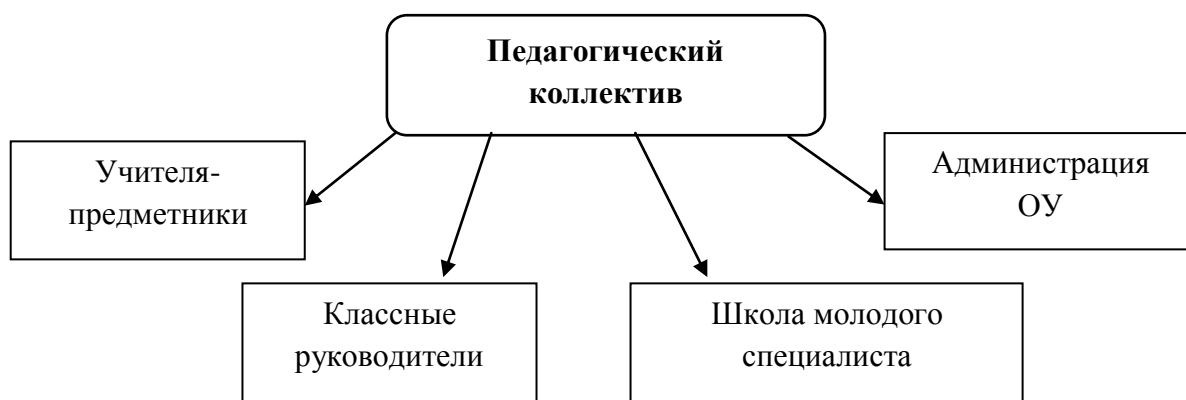 Педагогический
коллектив
Учителя-
предметники
Администрация
ОУ
Классные
руководители
Школа молодого
специалиста